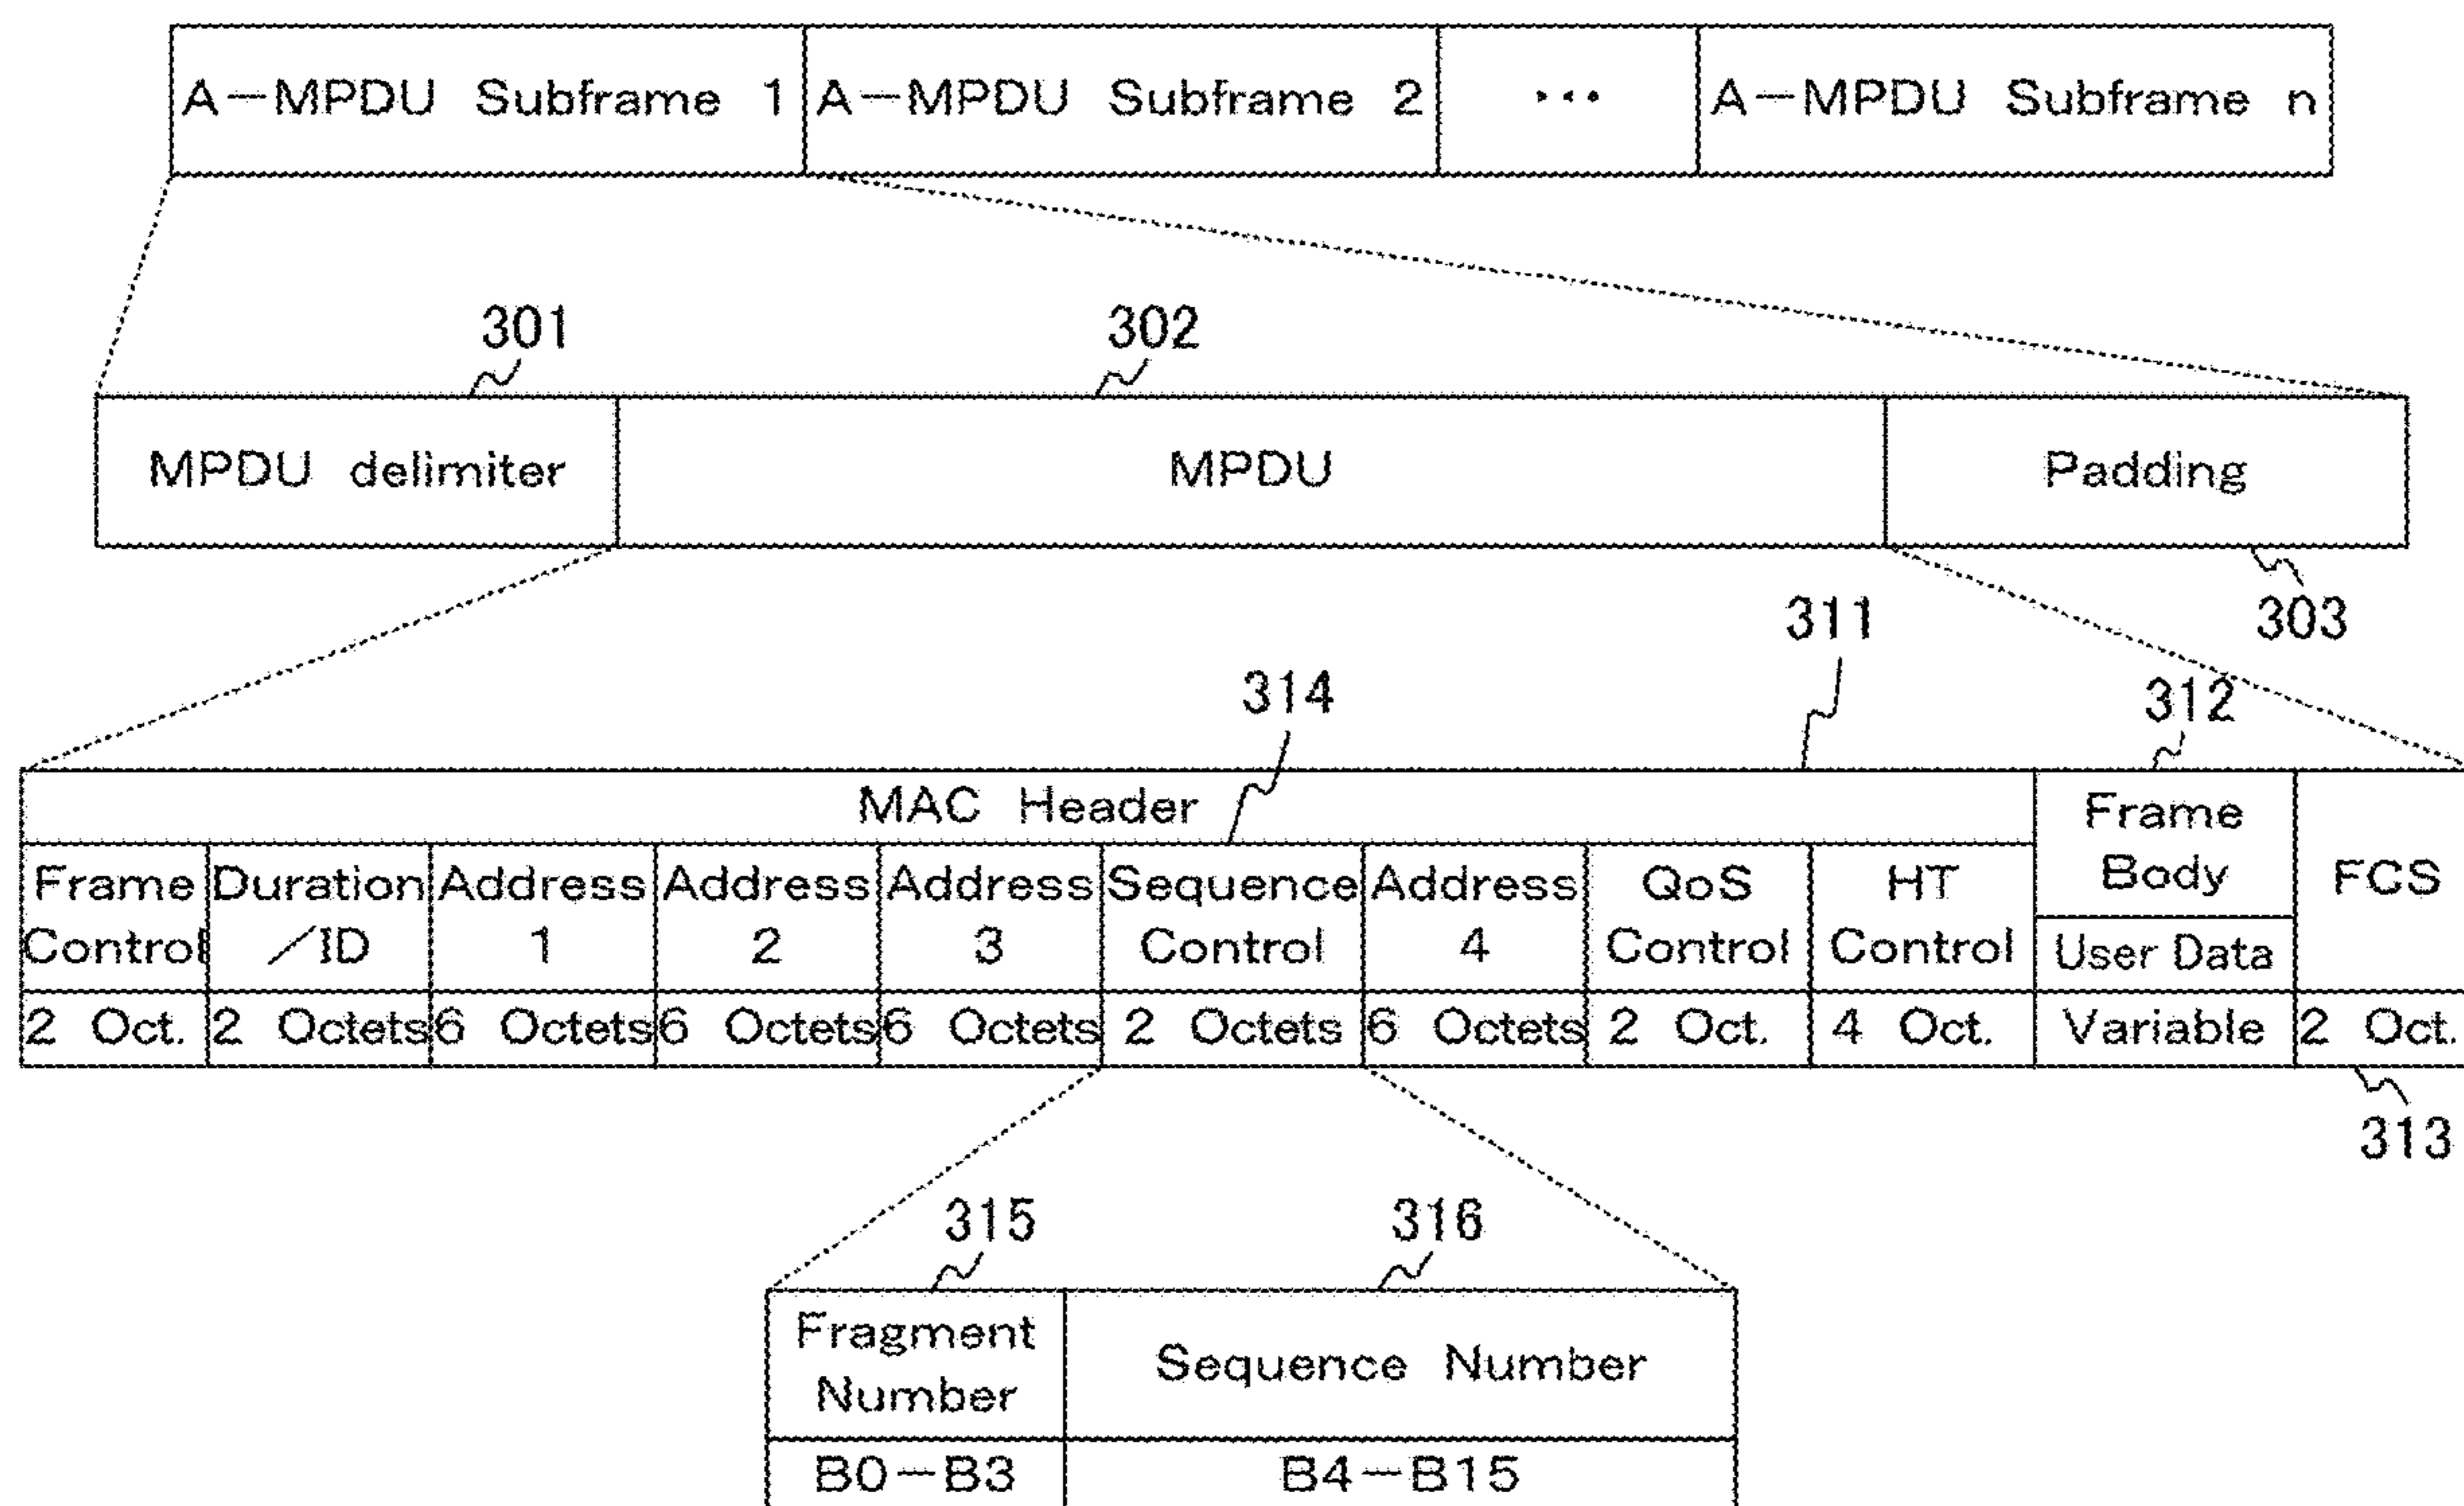 A-MPDU Subframe 1 A-MPDU Subframe 2 ... A-MPDU Subframe n
301 302
MPDU delimiter MPDU Padding
303
311
314 312
MAC Header
Frame Control Duration /ID Address 1 Address 2 Address 3 Sequence Control Address 4 QoS Control HT Control Frame Body User Data FCS
2 Oct. 2 Octets 6 Octets 6 Octets 6 Octets 2 Octets 6 Octets 2 Oct. 4 Oct. Variable 2 Oct.
313
315 316
Fragment Number Sequence Number
B0-B3 B4-B15